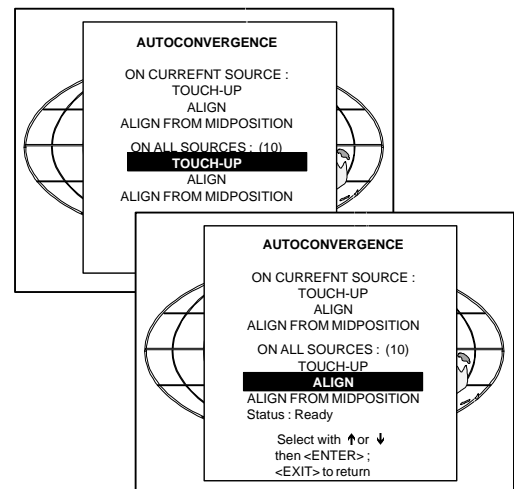 AUTOCONVERGENCE
ON CURREFNT SOURCE :
TOUCH-UP
ALIGN
ALIGN FROM MIDPOSITION
ON ALL SOURCES : (10)
TOUCH-UP
ALIGN
ALIGN FROM MIDPOSITION
AUTOCONVERGENCE
ON CURREFNT SOURCE :
TOUCH-UP
ALIGN
ALIGN FROM MIDPOSITION
ON ALL SOURCES : (10)
TOUCH-UP
ALIGN
ALIGN FROM MIDPOSITION
Status : Ready
Select with ↑ or ↓
then <ENTER> ;
<EXIT> to return